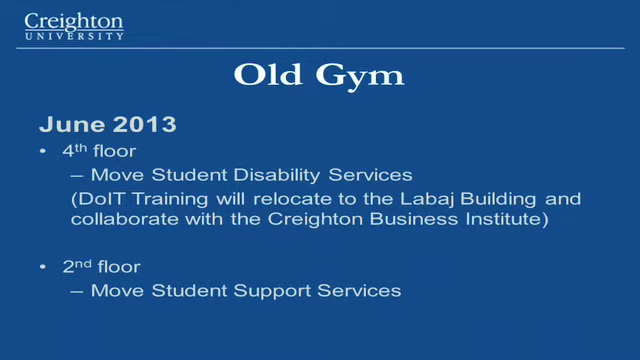 Creighton
UNIVERSITY
Old Gym
June 2013
• 4th floor
– Move Student Disability Services
(DoIT Training will relocate to the Labaj Building and
collaborate with the Creighton Business Institute)
• 2nd floor
– Move Student Support Services